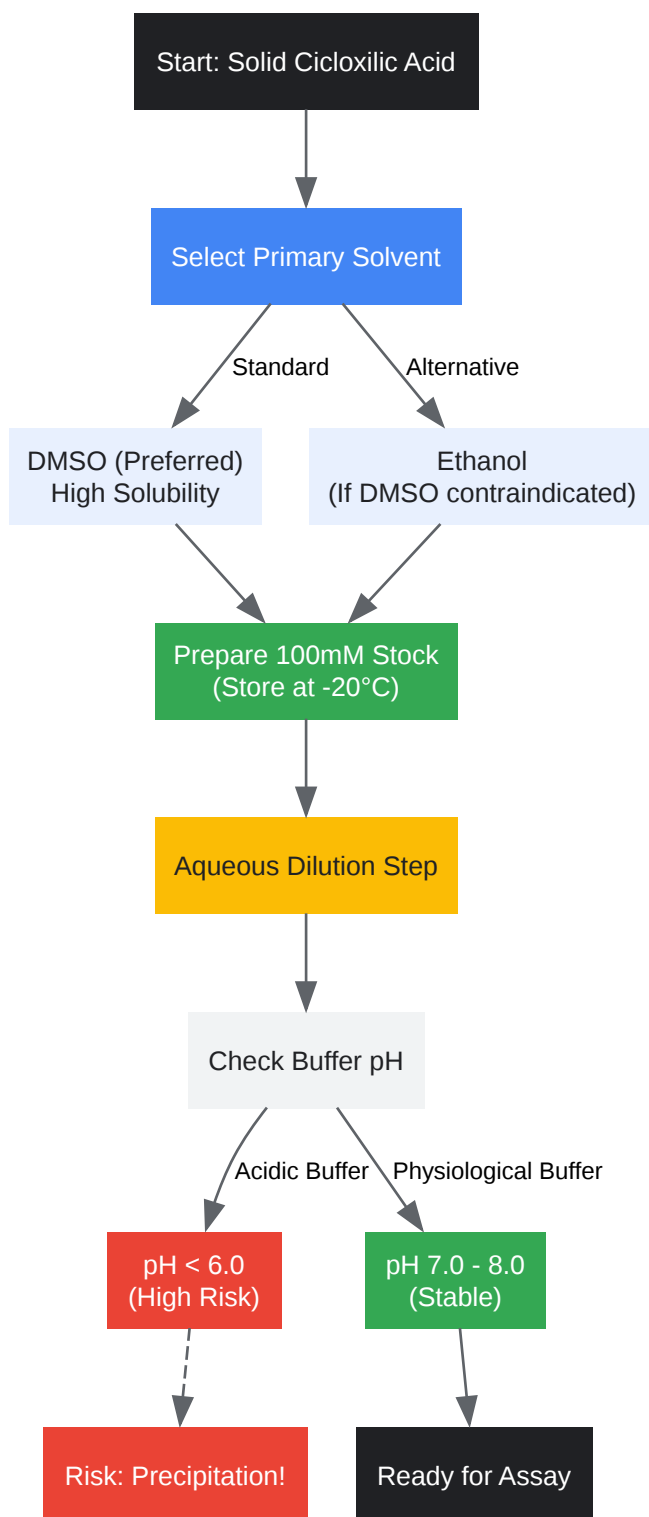 Start: Solid Cicloxilic Acid
Select Primary Solvent
Standard
Alternative
DMSO (Preferred)
High Solubility
Ethanol
(If DMSO contraindicated)
Prepare 100mM Stock
(Store at -20°C)
Aqueous Dilution Step
Check Buffer pH
Acidic Buffer
Physiological Buffer
pH < 6.0
(High Risk)
pH 7.0 - 8.0
(Stable)
Risk: Precipitation!
Ready for Assay